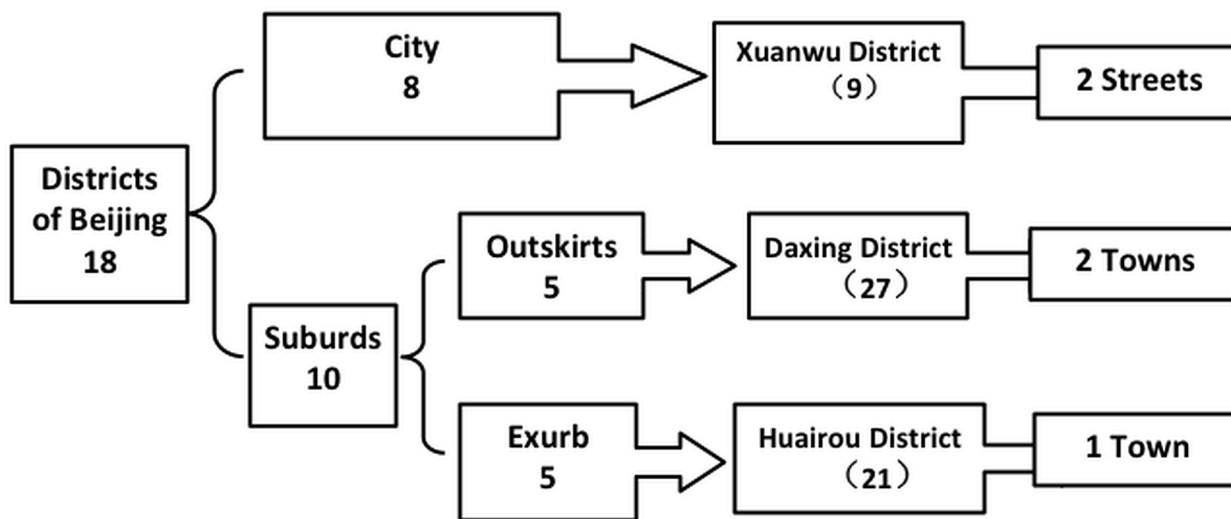 City
8
Xuanwu District
（9）
2 Streets
Districts
of Beijing
18
Outskirts
5
Daxing District
（27）
2 Towns
Suburds
10
Exurb
5
Huairou District
（21）
1 Town